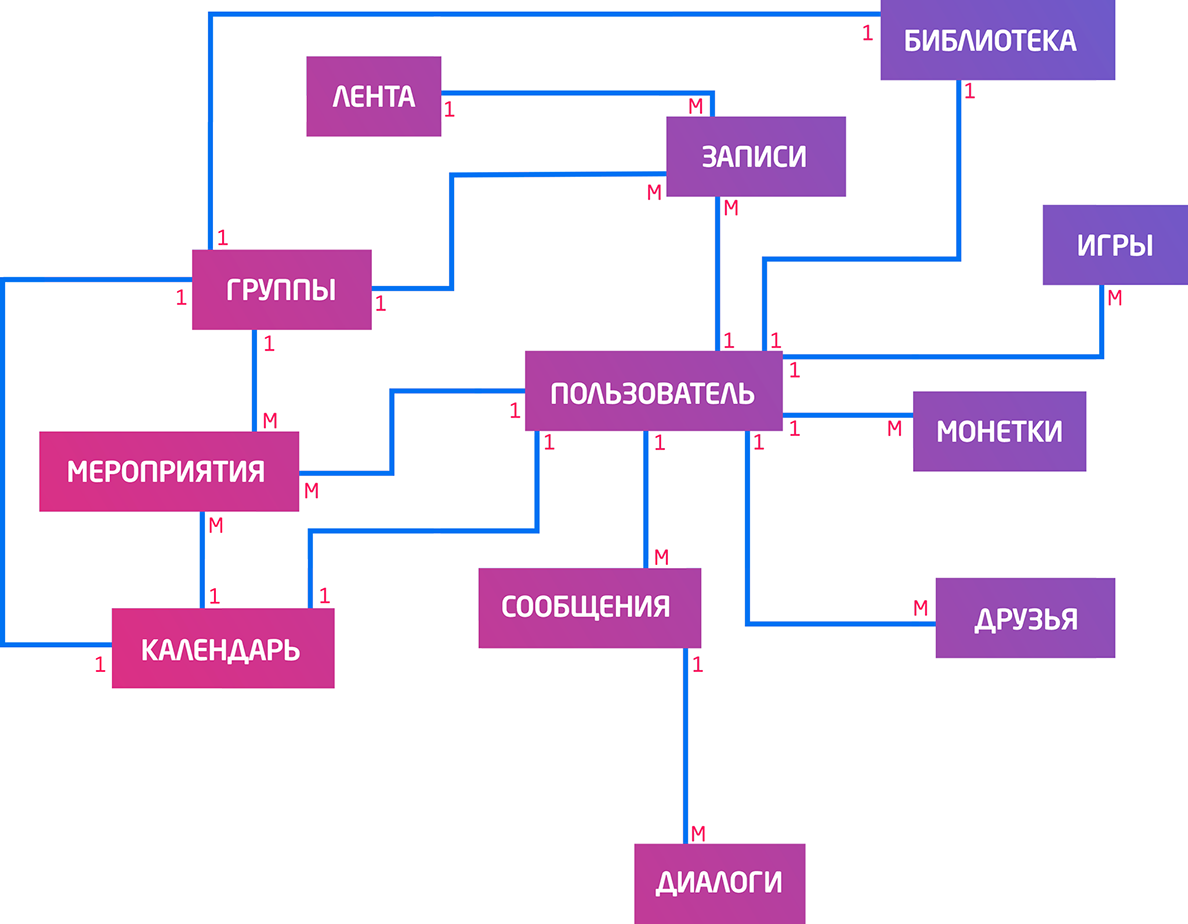 1
БИБЛИОТЕКА
1
ЛЕНТА
1
М
ЗАПИСИ
М
М
1
ИГРЫ
М
1
ГРУППЫ
1
1
1
1
1
ПОЛЬЗОВАТЕЛЬ
1
1
1
М
МОНЕТКИ
М
МЕРОПРИЯТИЯ
М
1
1
1
М
1
1
М
СООБЩЕНИЯ
М
ДРУЗЬЯ
КАЛЕНДАРЬ
1
1
М
ДИАЛОГИ